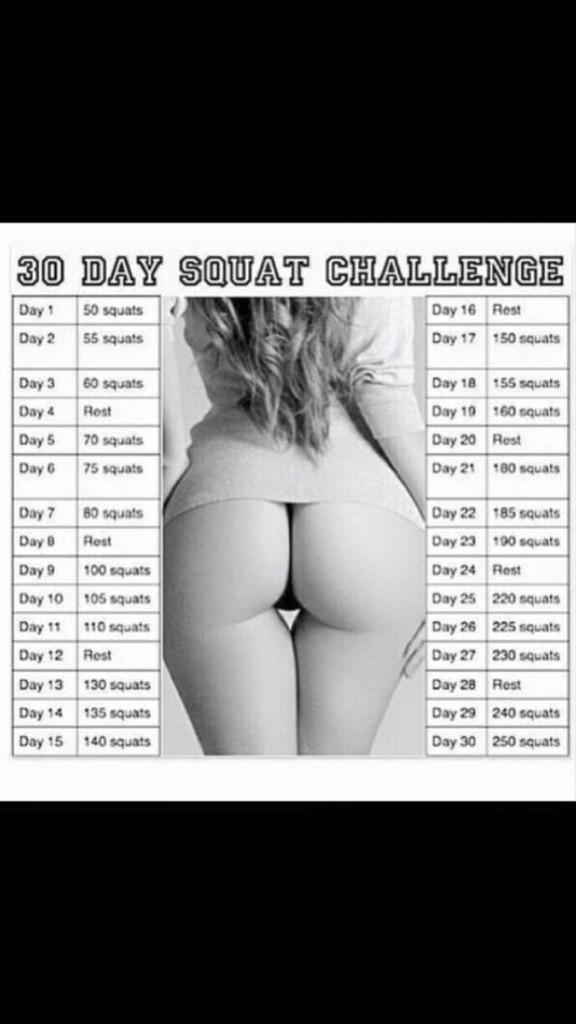 30 DAY SQUAT CHALLENGE
Day 1 50 squats
Day 2 55 squats
Day 3 60 squats
Day 4 Rest
Day 5 70 squats
Day 6 75 squats
Day 7 80 squats
Day 8 Rest
Day 9 100 squats
Day 10 105 squats
Day 11 110 squats
Day 12 Rest
Day 13 130 squats
Day 14 135 squats
Day 15 140 squats
Day 16 Rest
Day 17 150 squats
Day 18 155 squats
Day 19 160 squats
Day 20 Rest
Day 21 180 squats
Day 22 185 squats
Day 23 190 squats
Day 24 Rest
Day 25 220 squats
Day 26 225 squats
Day 27 230 squats
Day 28 Rest
Day 29 240 squats
Day 30 250 squats